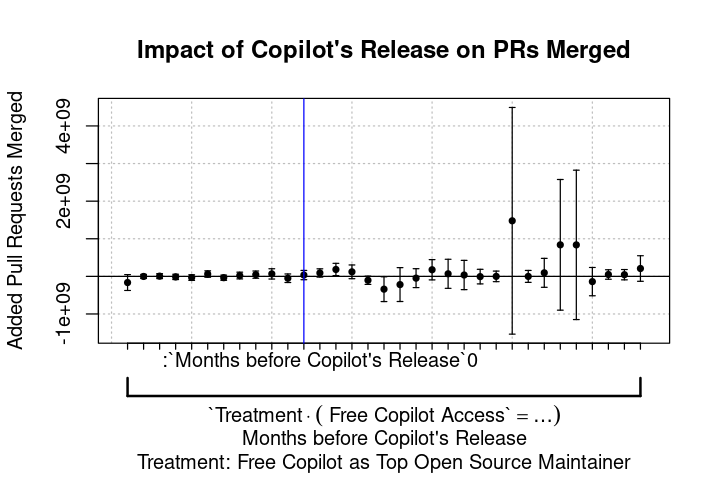 Impact of Copilot's Release on PRs Merged
Added Pull Requests Merged
4e+09
2e+09
-1e+09
:`Months before Copilot's Release`0
`Treatment · ( Free Copilot Access` = …)
Months before Copilot's Release
Treatment: Free Copilot as Top Open Source Maintainer